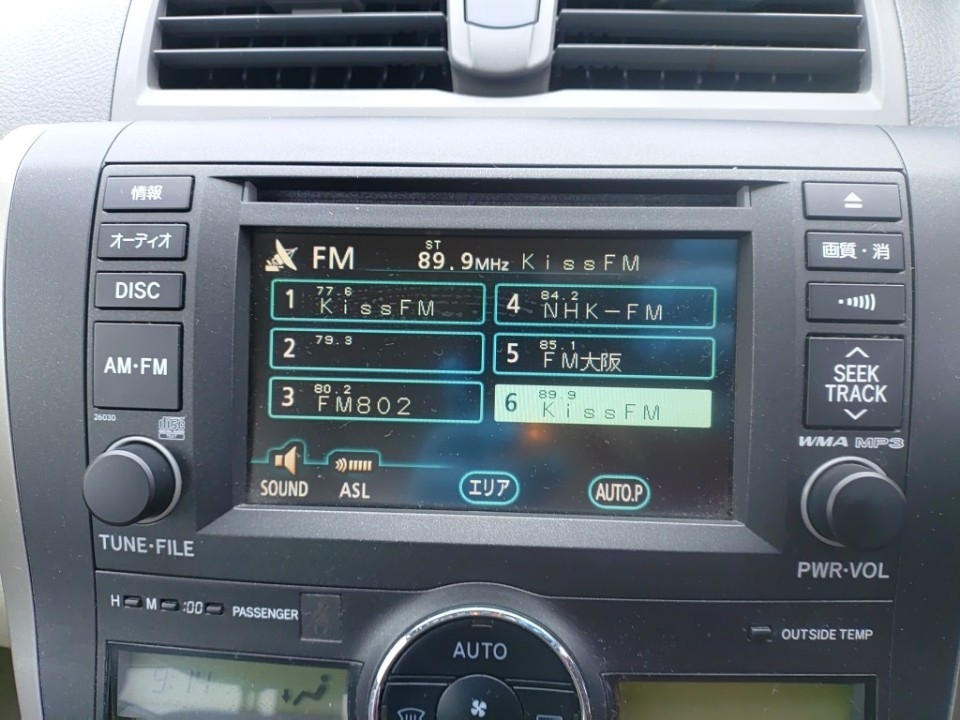 情報
オーディオ
DISC
AM・FM
26030
TUNE・FILE
FM ST 89.9MHz KissFM
1 77.6 KissFM
2 79.3
3 80.2 FM802
4 84.2 NHK-FM
5 85.1 FM大阪
6 89.9 KissFM
SOUND
ASL
エリア
AUTO.P
画質・消
SEEK
TRACK
WMA MP3
PWR・VOL
H M :00 PASSENGER
OUTSIDE TEMP
AUTO
9:14